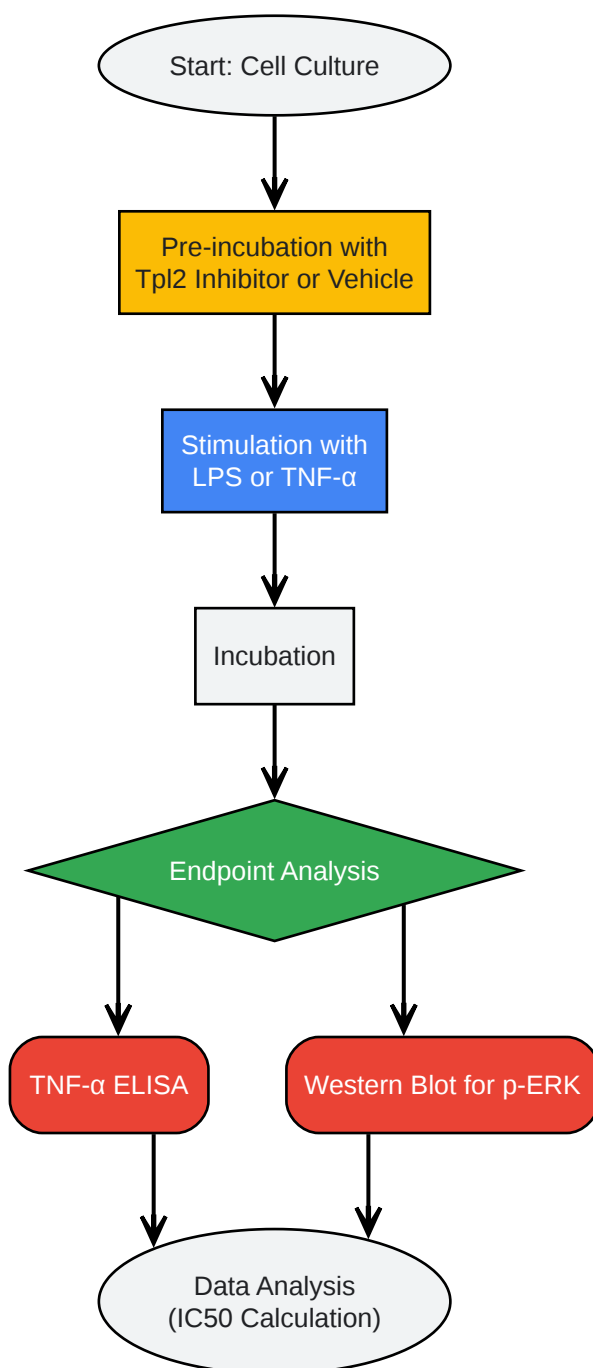 Start: Cell Culture
Pre-incubation with
Tpl2 Inhibitor or Vehicle
Stimulation with
LPS or TNF-α
Incubation
Endpoint Analysis
TNF-α ELISA
Western Blot for p-ERK
Data Analysis
(IC50 Calculation)